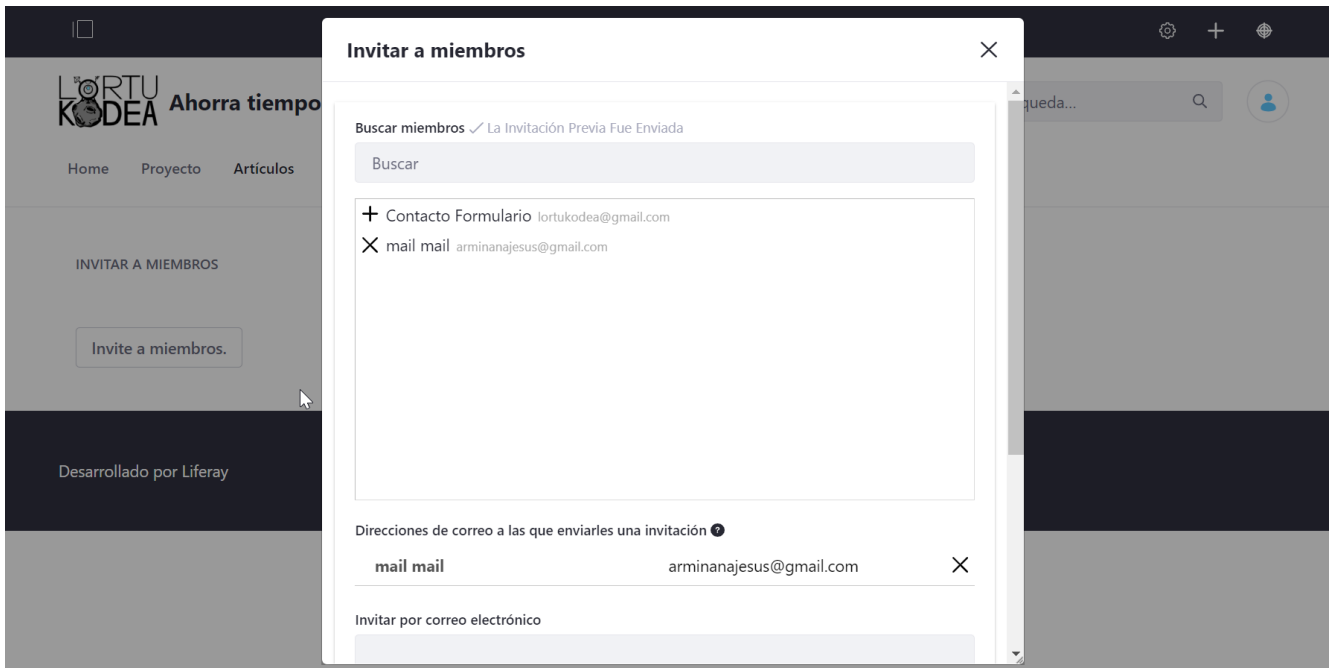 Invitar a miembros
LORTU
KODEA
Ahorra tiempo
queda...
Home Proyecto Artículos
Buscar miembros ✓ La Invitación Previa Fue Enviada
Buscar
+ Contacto Formulario lortukodea@gmail.com
mail mail arminanajesus@gmail.com
INVITAR A MIEMBROS
Invite a miembros.
Desarrollado por Liferay
Direcciones de correo a las que enviarles una invitación ?
mail mail arminanajesus@gmail.com
Invitar por correo electrónico